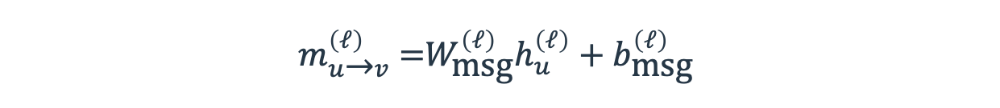 m_{u→v}^{(ℓ)} =W_{msg}^{(ℓ)} h_u^{(ℓ)} + b_{msg}^{(ℓ)}